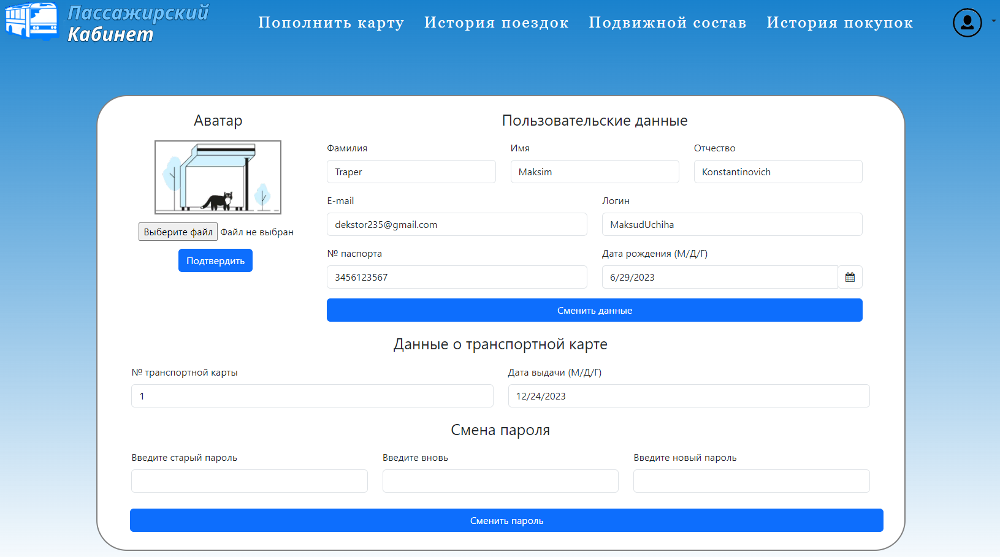 Пассажирский
Кабинет
Пополнить карту
История поездок
Подвижной состав
История покупок
Аватар
Выберите файл Файл не выбран
Подтвердить
Пользовательские данные
Фамилия
Имя
Отчество
Traper
Maksim
Konstantinovich
E-mail
Логин
dekstor235@gmail.com
MaksudUchiha
№ паспорта
Дата рождения (М/Д/Г)
3456123567
6/29/2023
Сменить данные
Данные о транспортной карте
№ транспортной карты
Дата выдачи (М/Д/Г)
1
12/24/2023
Смена пароля
Введите старый пароль
Введите вновь
Введите новый пароль
Сменить пароль